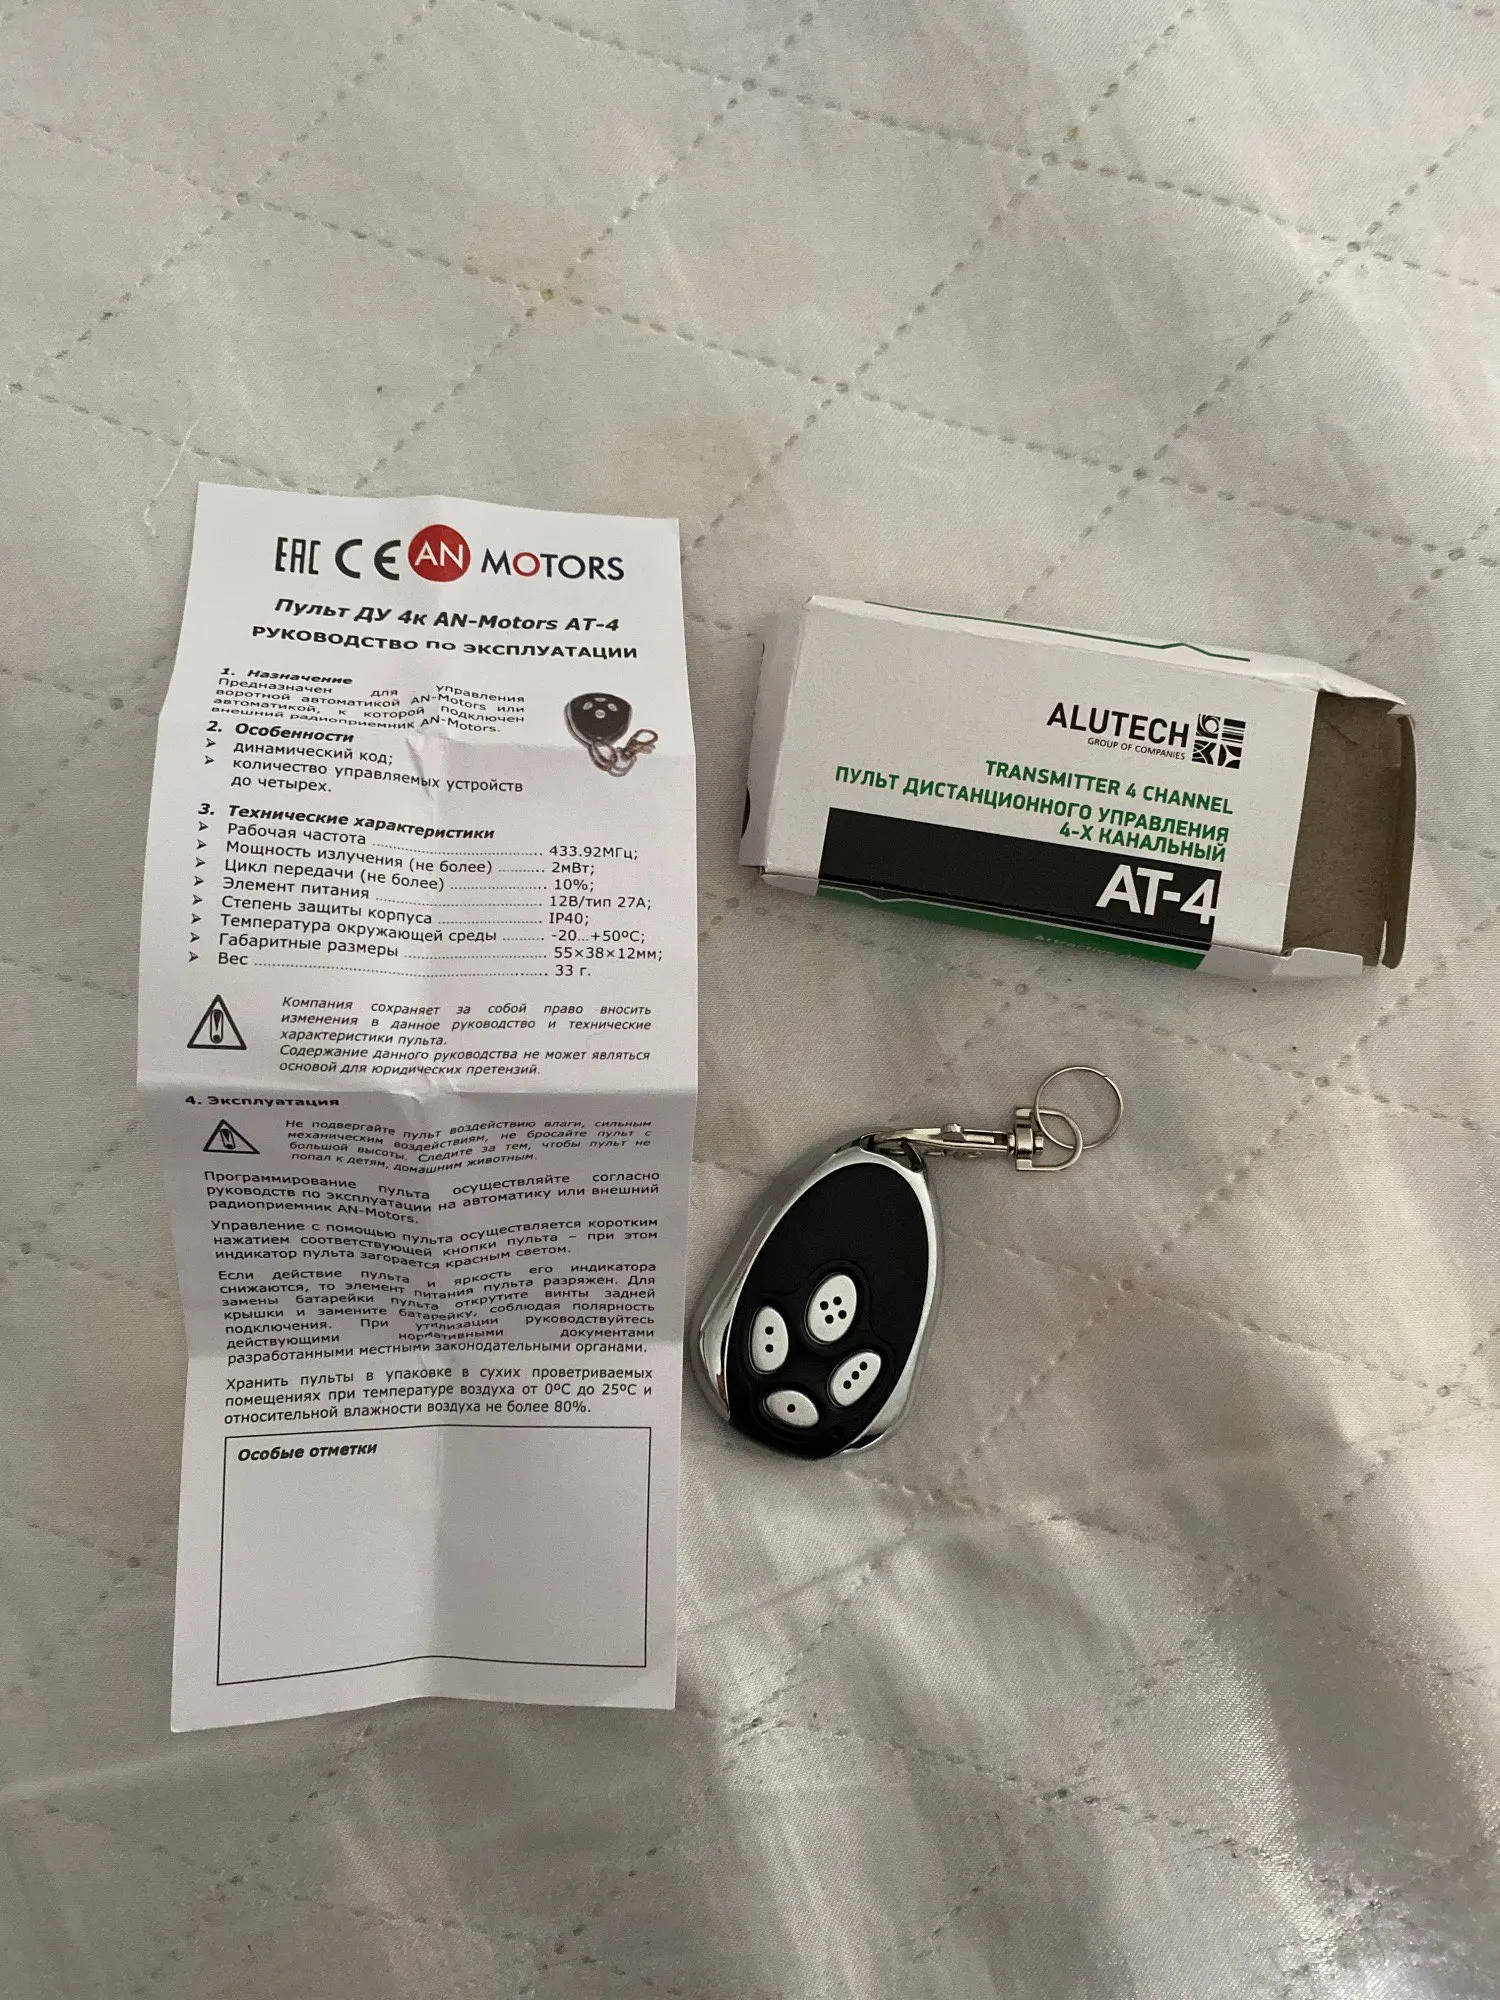 EAC CE AN MOTORS
Пульт ДУ 4к AN-Motors AT-4
РУКОВОДСТВО ПО ЭКСПЛУАТАЦИИ
1. Назначение
Предназначен для управления
воротной автоматикой AN-Motors или
автоматикой, к которой подключен
внешний радиоприемник AN-Motors.
2. Особенности
➢ динамический код;
➢ количество управляемых устройств
до четырех.
3. Технические характеристики
➢ Рабочая частота ........ 433.92МГц;
➢ Мощность излучения (не более) ........ 2мВт;
➢ Цикл передачи (не более) ........ 10%;
➢ Элемент питания ........ 12В/тип 27А;
➢ Степень защиты корпуса ........ IP40;
➢ Температура окружающей среды ........ -20...+50ºС;
➢ Габаритные размеры ........ 55×38×12мм;
➢ Вес ........ 33 г.
Компания сохраняет за собой право вносить
изменения в данное руководство и технические
характеристики пульта.
Содержание данного руководства не может являться
основой для юридических претензий.
4. Эксплуатация
Не подвергайте пульт воздействию влаги, сильным
механическим воздействиям, не бросайте пульт с
большой высоты. Следите за тем, чтобы пульт не
попал к детям, домашним животным.
Программирование пульта осуществляйте согласно
руководств по эксплуатации на автоматику или внешний
радиоприемник AN-Motors.
Управление с помощью пульта осуществляется коротким
нажатием соответствующей кнопки пульта – при этом
индикатор пульта загорается красным светом.
Если действие пульта и яркость его индикатора
снижаются, то элемент питания пульта разряжен. Для
замены батарейки пульта открутите винты задней
крышки и замените батарейку, соблюдая полярность
подключения. При утилизации руководствуйтесь
действующими нормативными документами
разработанными местными законодательными органами.
Хранить пульты в упаковке в сухих проветриваемых
помещениях при температуре воздуха от 0ºС до 25ºС и
относительной влажности воздуха не более 80%.
Особые отметки
ALUTECH
GROUP OF COMPANIES
TRANSMITTER 4 CHANNEL
ПУЛЬТ ДИСТАНЦИОННОГО УПРАВЛЕНИЯ
4-Х КАНАЛЬНЫЙ
AT-4